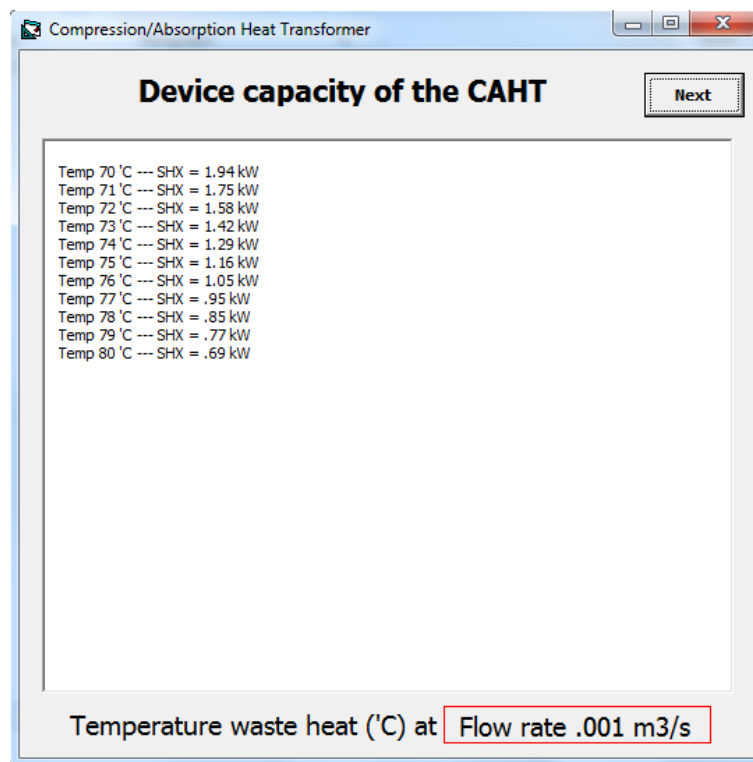 Compression/Absorption Heat Transformer
Device capacity of the CAHT
Next
Temp 70 'C --- SHX = 1.94 kW
Temp 71 'C --- SHX = 1.75 kW
Temp 72 'C --- SHX = 1.58 kW
Temp 73 'C --- SHX = 1.42 kW
Temp 74 'C --- SHX = 1.29 kW
Temp 75 'C --- SHX = 1.16 kW
Temp 76 'C --- SHX = 1.05 kW
Temp 77 'C --- SHX = .95 kW
Temp 78 'C --- SHX = .85 kW
Temp 79 'C --- SHX = .77 kW
Temp 80 'C --- SHX = .69 kW
Temperature waste heat ('C) at Flow rate .001 m3/s